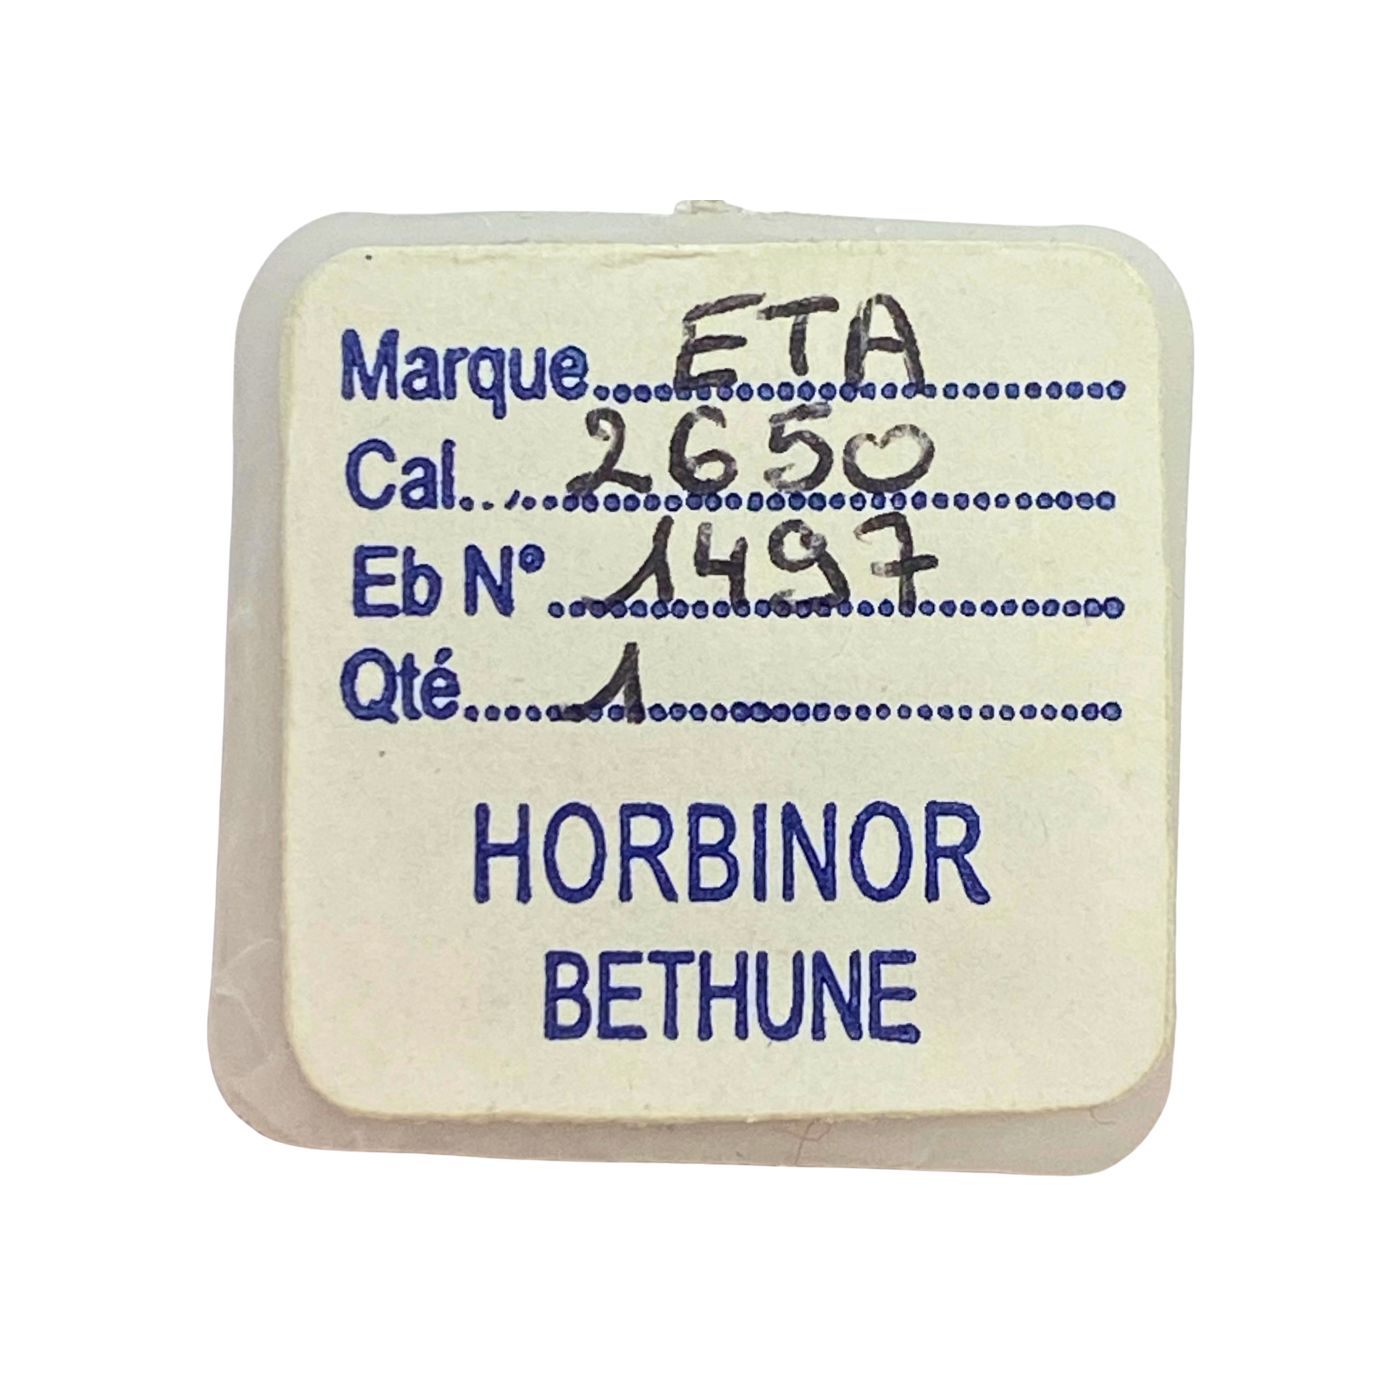 Marque ETA
Cal. 2650
Eb N° 1497
Qté 1
HORBINOR
BETHUNE